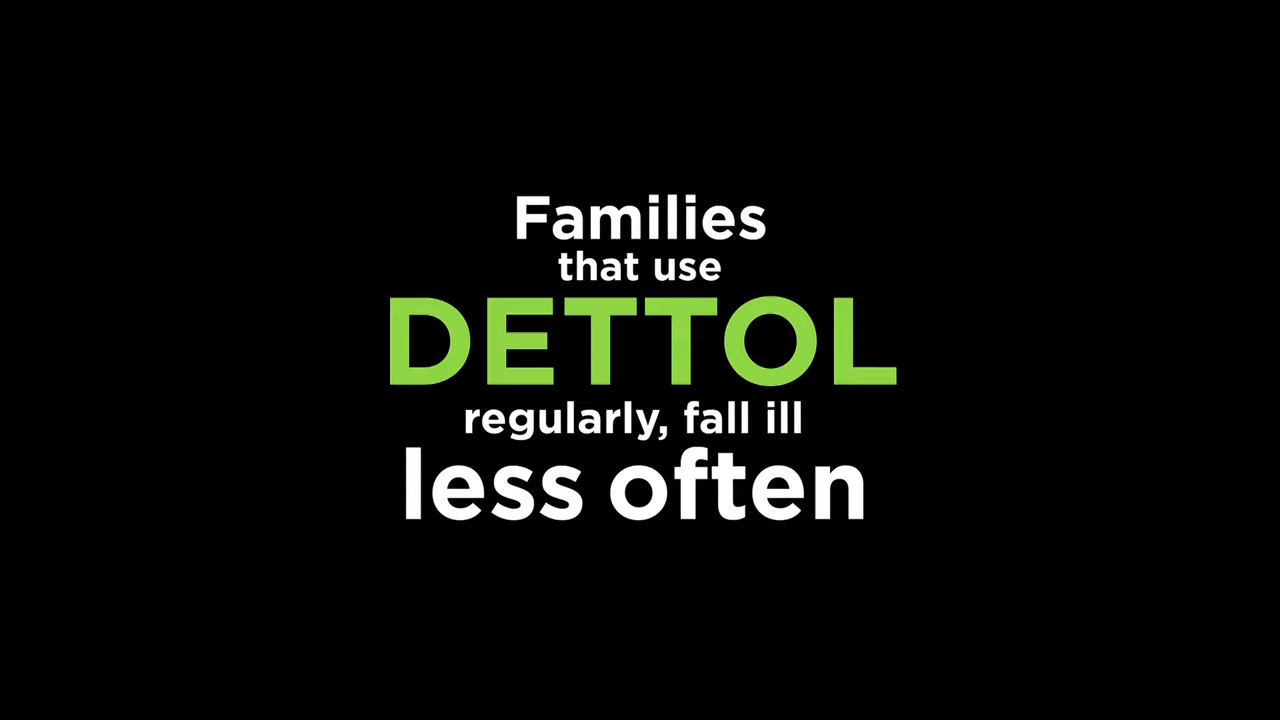 Families
that use
DETTOL
regularly, fall ill
less often